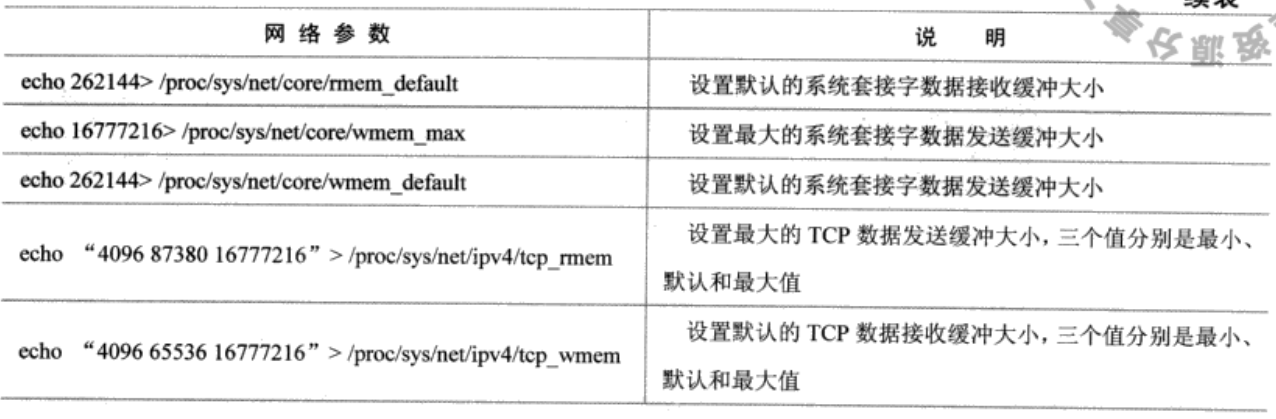 续表
网络参数 说 明
echo 262144> /proc/sys/net/core/rmem_default 设置默认的系统套接字数据接收缓冲大小
echo 16777216> /proc/sys/net/core/wmem_max 设置最大的系统套接字数据发送缓冲大小
echo 262144> /proc/sys/net/core/wmem_default 设置默认的系统套接字数据发送缓冲大小
echo “4096 87380 16777216” > /proc/sys/net/ipv4/tcp_rmem 设置最大的 TCP 数据发送缓冲大小，三个值分别是最小、
默认和最大值
echo “4096 65536 16777216” > /proc/sys/net/ipv4/tcp_wmem 设置默认的 TCP 数据接收缓冲大小，三个值分别是最小、
默认和最大值
资源分享